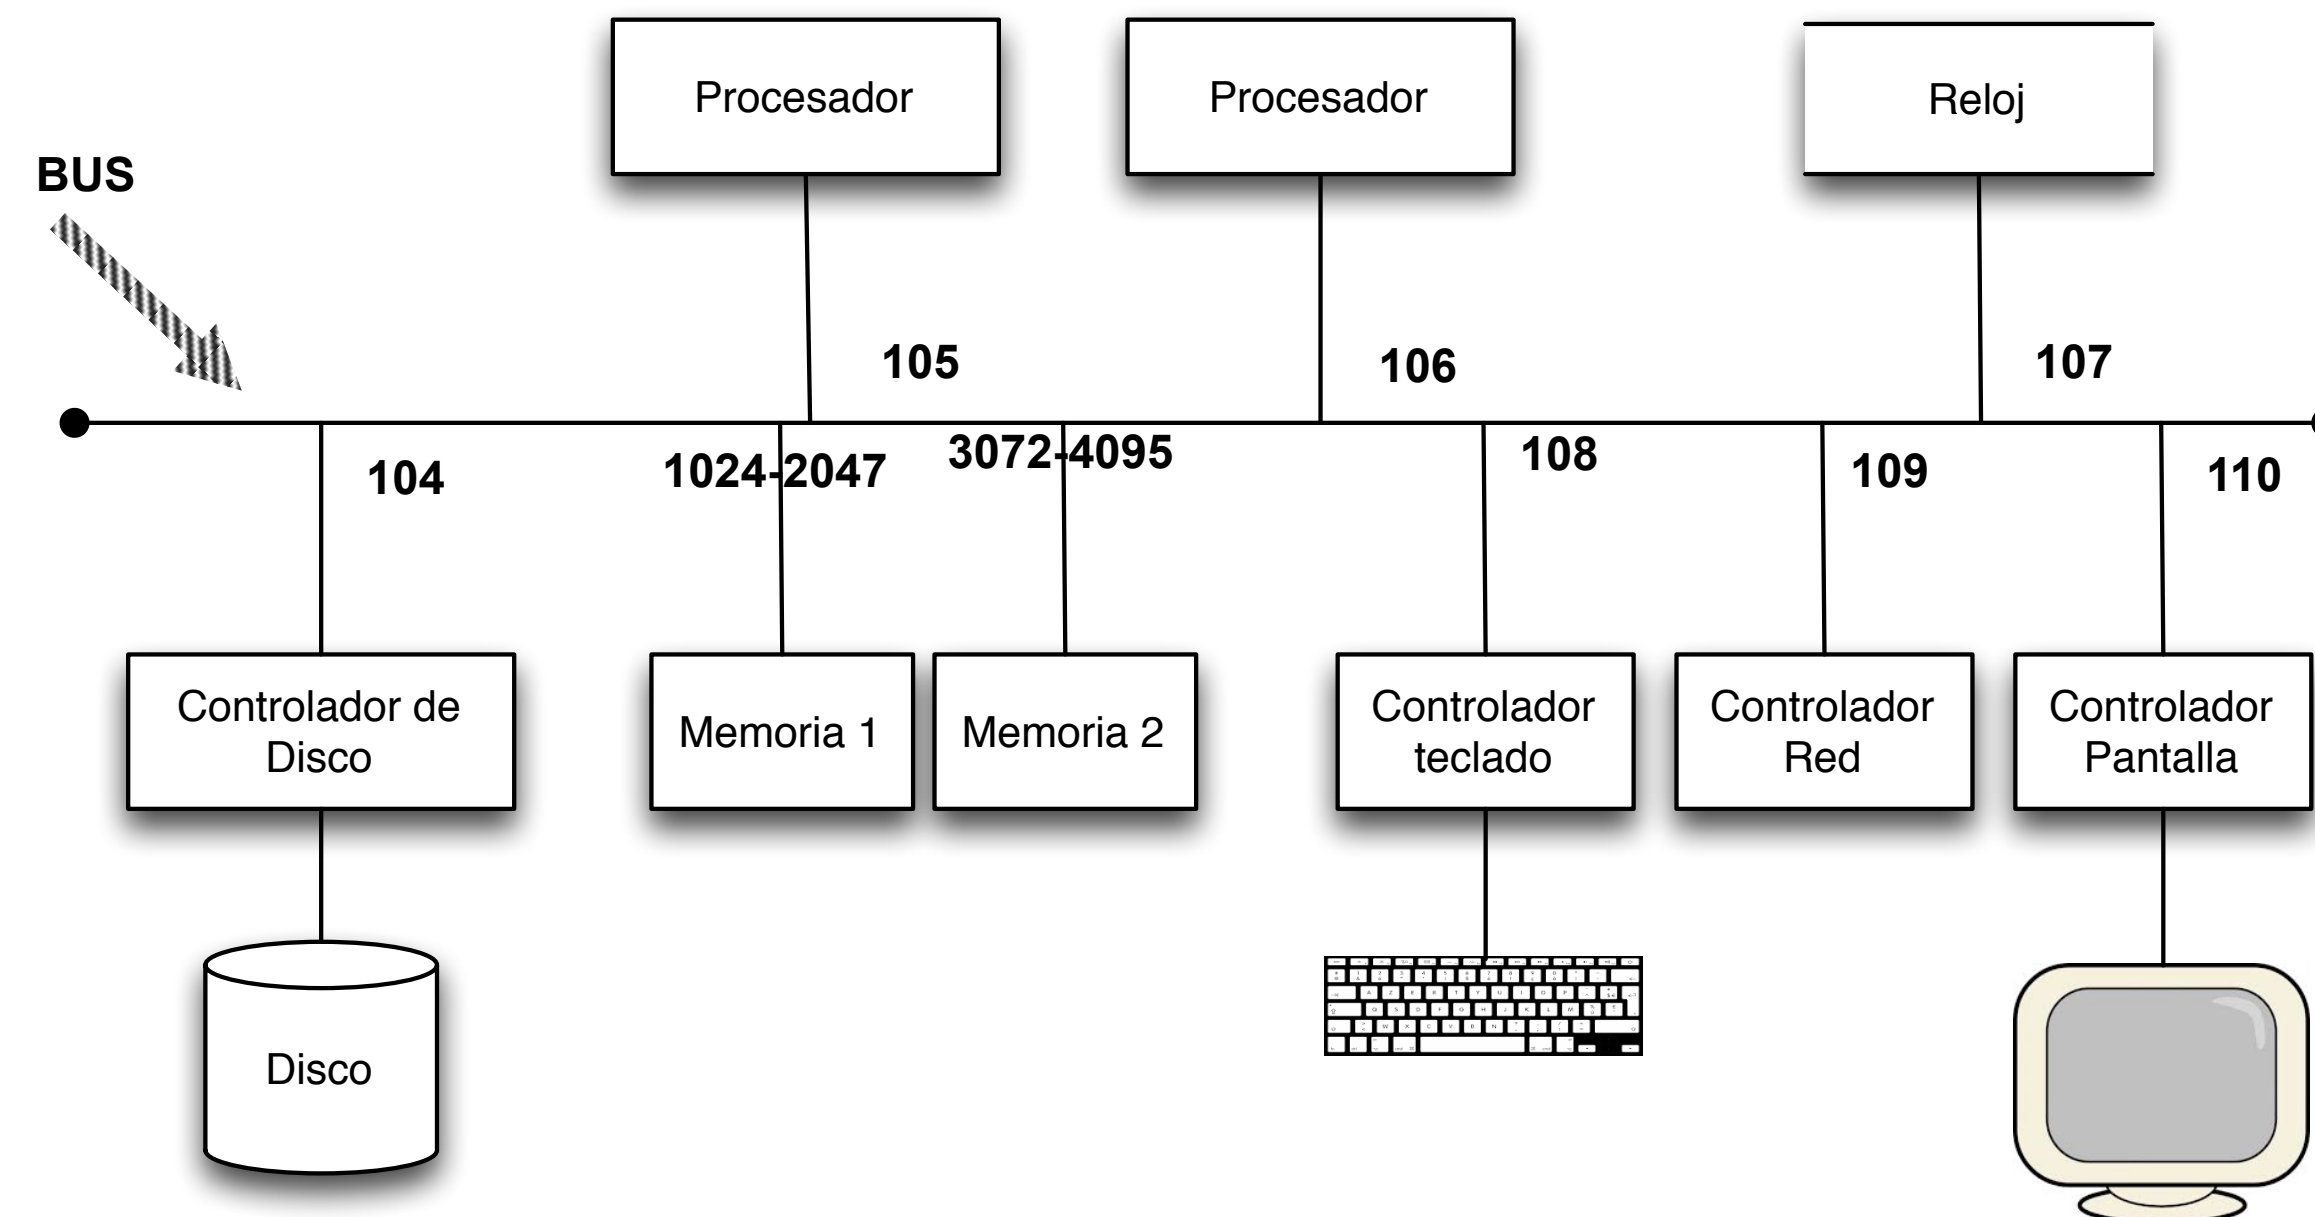 Procesador
Procesador
Reloj
BUS
105
106
107
104
1024-2047
3072-4095
108
109
110
Controlador de
Disco
Memoria 1
Memoria 2
Controlador
teclado
Controlador
Red
Controlador
Pantalla
Disco